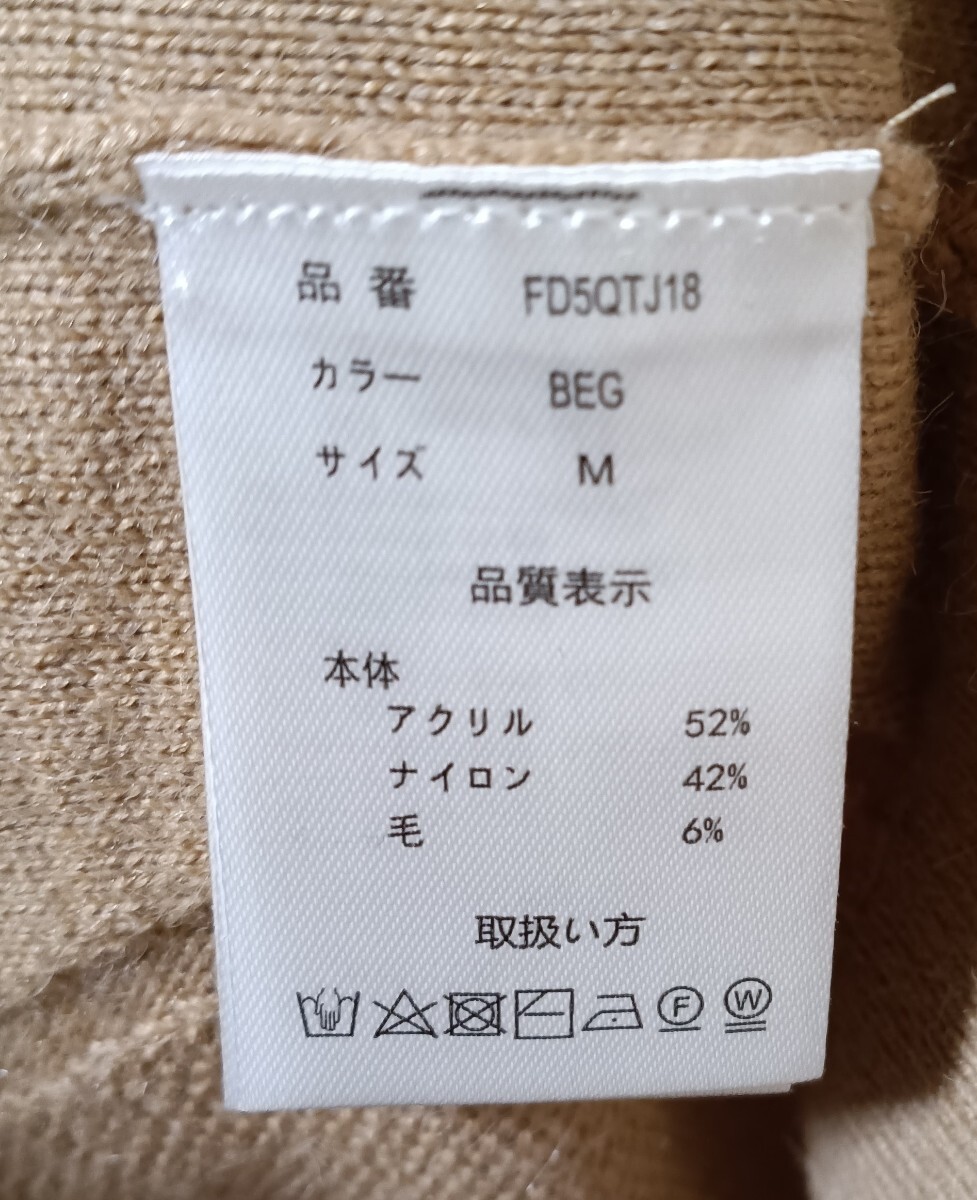 品番 FD5QTJ18
カラー BEG
サイズ M
品質表示
本体
アクリル 52%
ナイロン 42%
毛 6%
取扱い方
F W